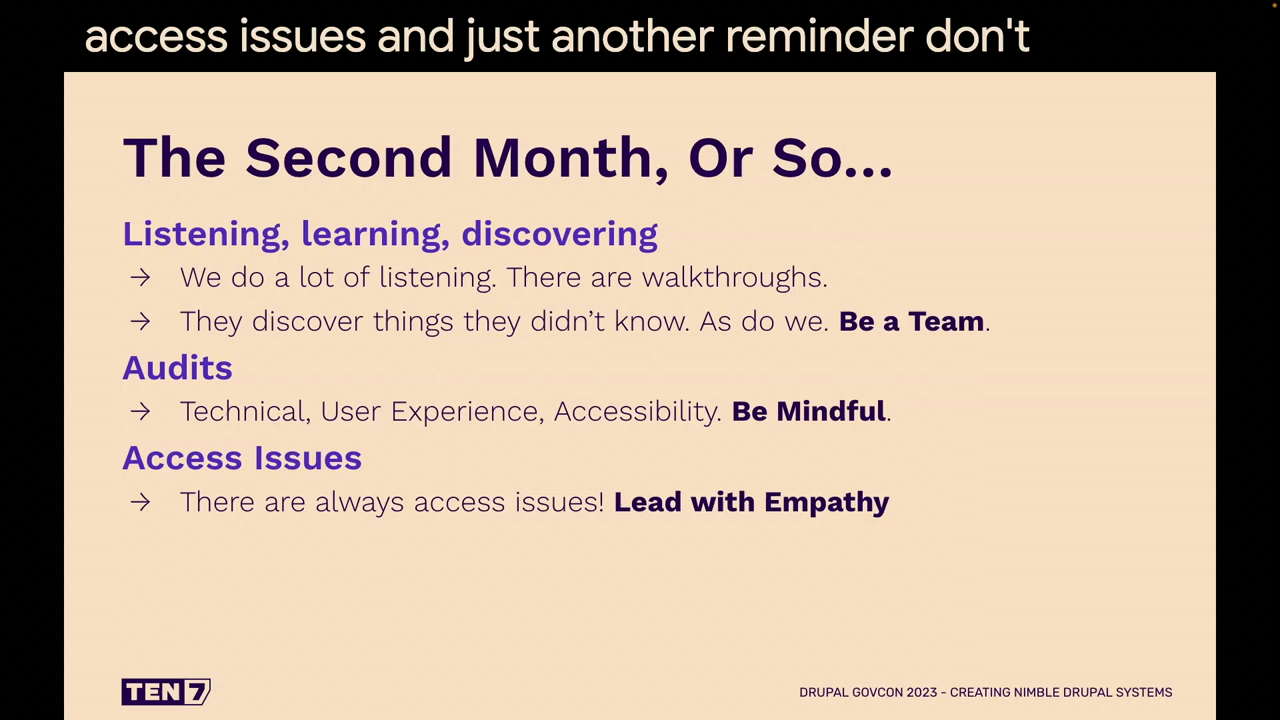 access issues and just another reminder don't
The Second Month, Or So...
Listening, learning, discovering
→ We do a lot of listening. There are walkthroughs.
→ They discover things they didn’t know. As do we. Be a Team.
Audits
→ Technical, User Experience, Accessibility. Be Mindful.
Access Issues
→ There are always access issues! Lead with Empathy
TEN7
DRUPAL GOVCON 2023 - CREATING NIMBLE DRUPAL SYSTEMS